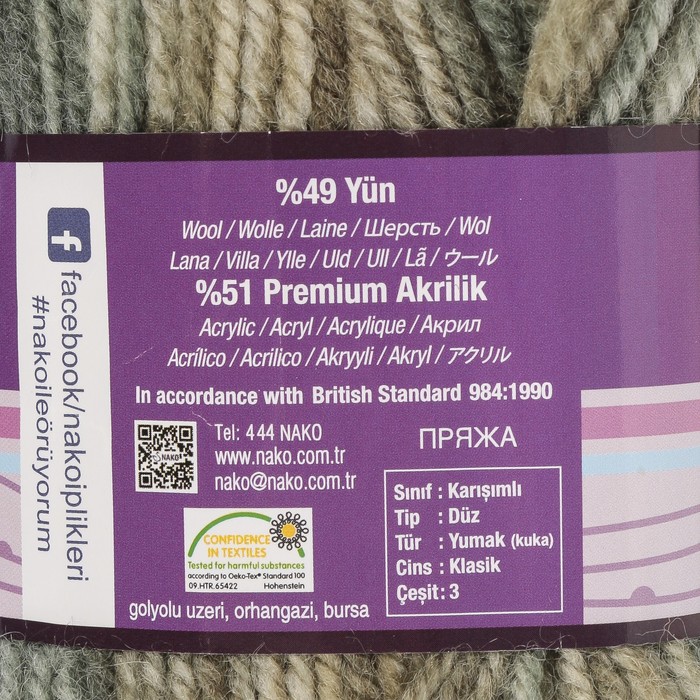 %49 Yün
Wool / Wolle / Laine / Шерсть / Wol
Lana / Villa / Ylle / Uld / Ull / Lã / ウール
%51 Premium Akrilik
Acrylic / Acryl / Acrylique / Акрил
Acrílico / Acrilico / Akryyli / Akryl / アクリル
In accordance with British Standard 984:1990
Tel: 444 NAKO
www.nako.com.tr
nako@nako.com.tr
NAKO
ПРЯЖА
CONFIDENCE
IN TEXTILES
Tested for harmful substances
according to Oeko-Tex® Standard 100
09.HTR.65422 Hohenstein
Sınıf : Karışımlı
Tip : Düz
Tür : Yumak (kuka)
Cins : Klasik
Çeşit : 3
golyolu uzeri, orhangazi, bursa
f facebook/nakoiplikleri
#nakoileörüyorum